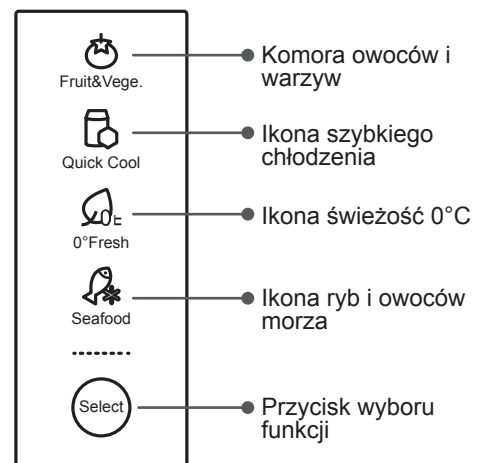 Fruit&Vege.
Komora owoców i
warzyw
Quick Cool
Ikona szybkiego
chłodzenia
0°Fresh
Ikona świeżość 0°C
Seafood
Ikona ryb i owoców
morza
Select
Przycisk wyboru
funkcji